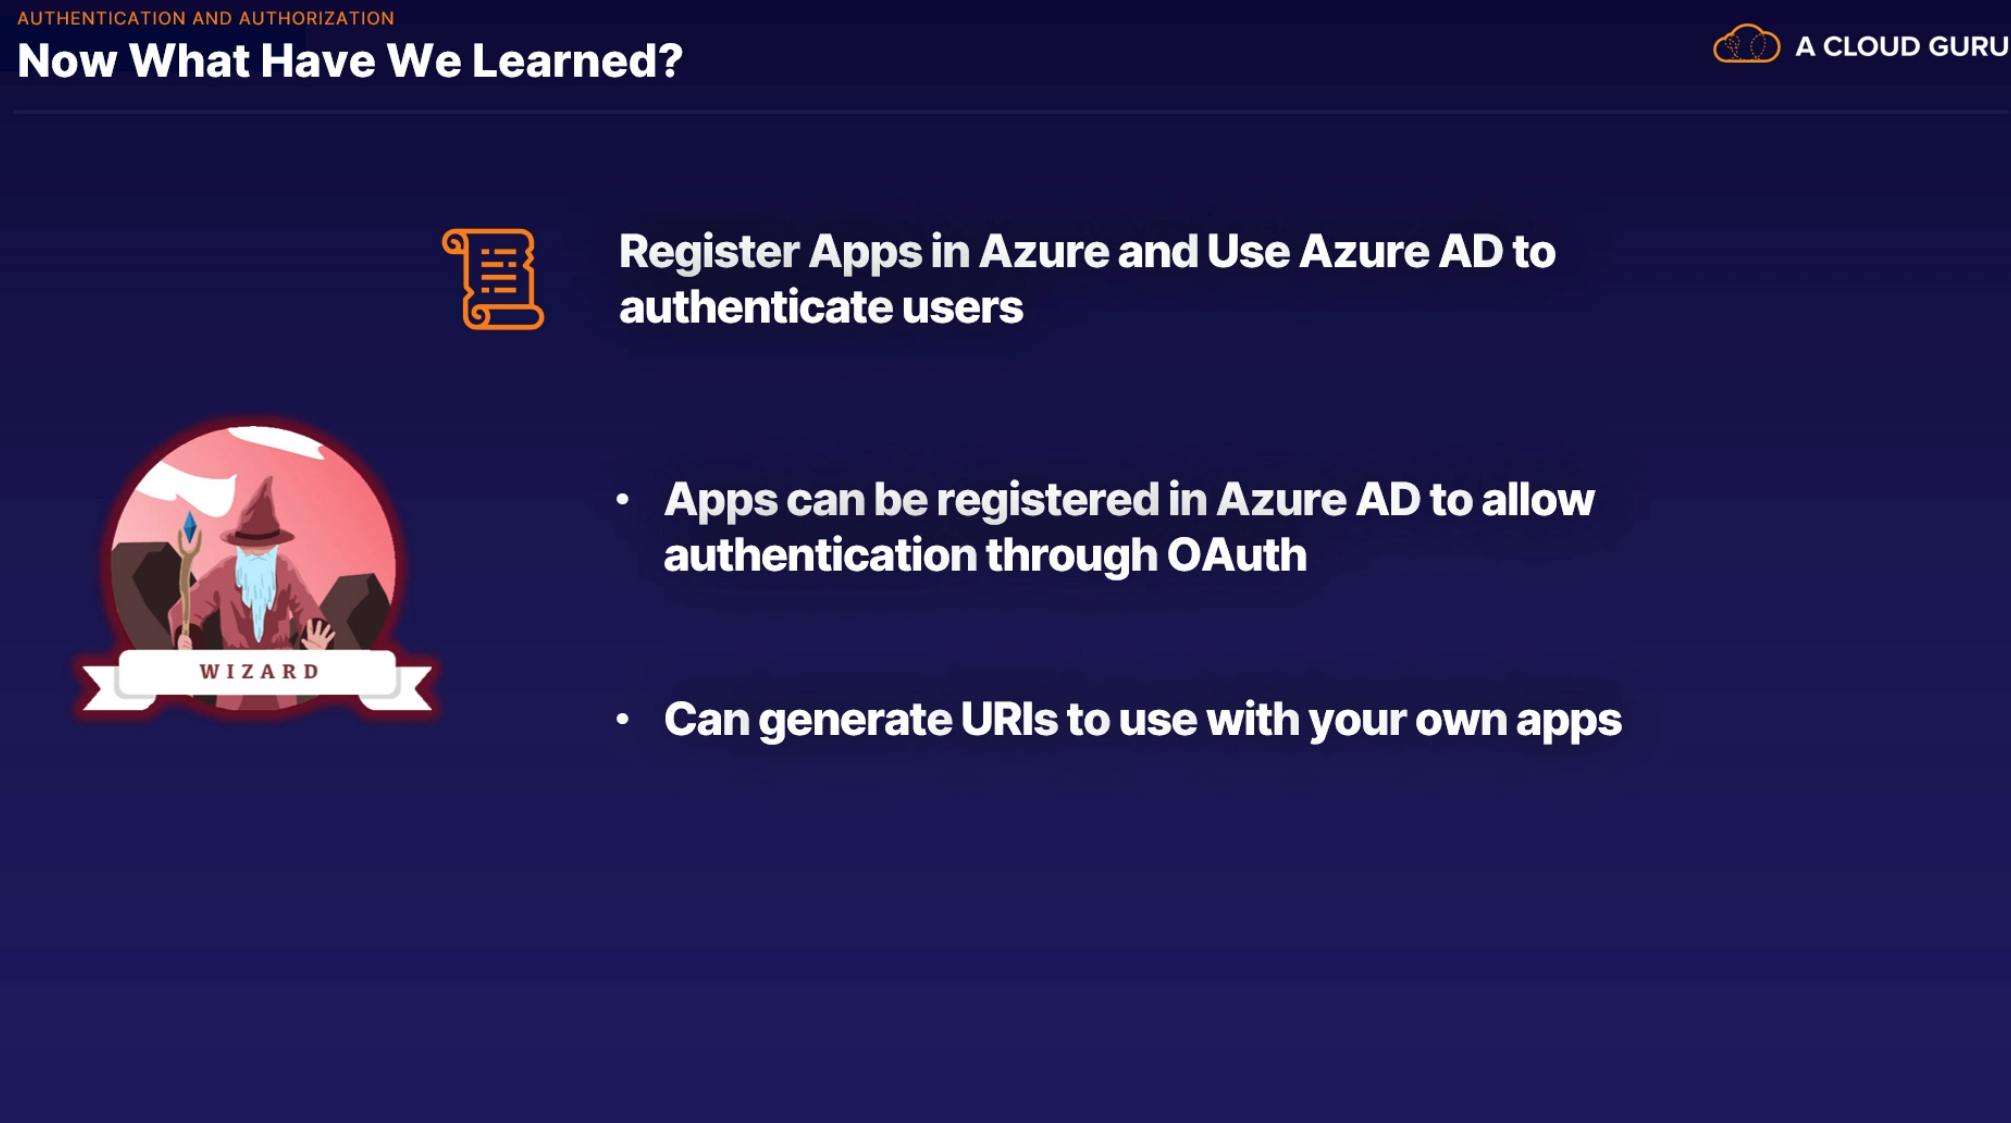 AUTHENTICATION AND AUTHORIZATION
Now What Have We Learned?
A CLOUD GURU
Register Apps in Azure and Use Azure AD to
authenticate users
• Apps can be registered in Azure AD to allow
authentication through OAuth
• Can generate URIs to use with your own apps
WIZARD